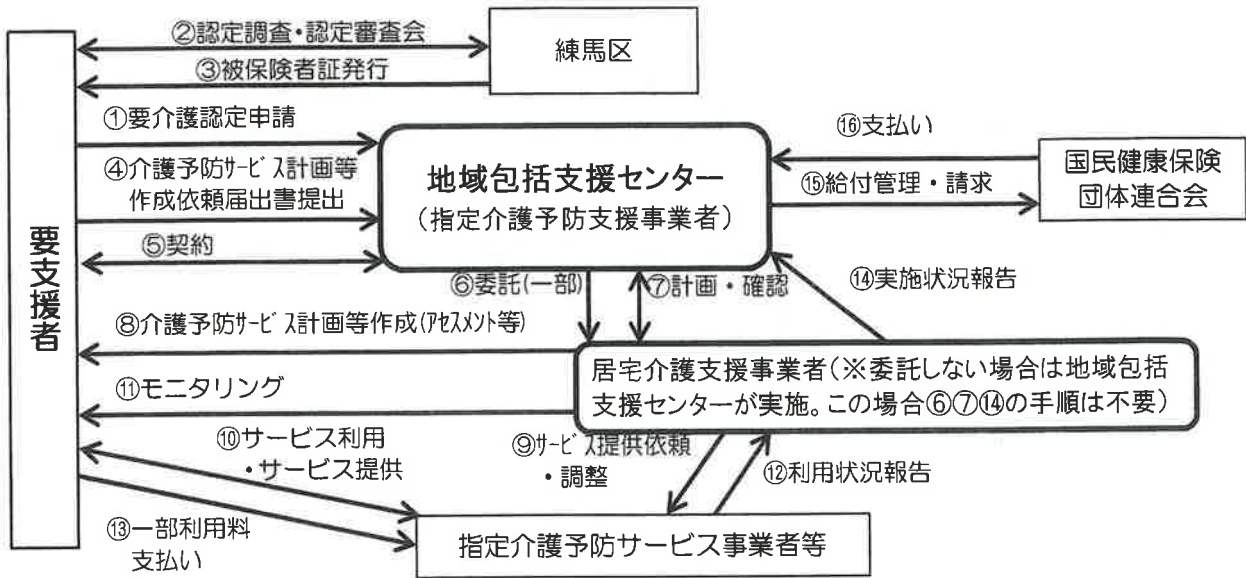 ②認定調査・認定審査会
練馬区
③被保険者証発行
①要介護認定申請
⑯支払い
④介護予防サービス計画等
作成依頼届出書提出
地域包括支援センター
(指定介護予防支援事業者)
国民健康保険
団体連合会
⑮給付管理・請求
要支援者
⑤契約
⑥委託(一部)
⑦計画・確認
⑭実施状況報告
⑧介護予防サービス計画等作成(アセスメント等)
居宅介護支援事業者(※委託しない場合は地域包括
支援センターが実施。この場合⑥⑦⑭の手順は不要)
⑪モニタリング
⑩サービス利用
・サービス提供
⑨サービス提供依頼
・調整
⑫利用状況報告
⑬一部利用料
支払い
指定介護予防サービス事業者等